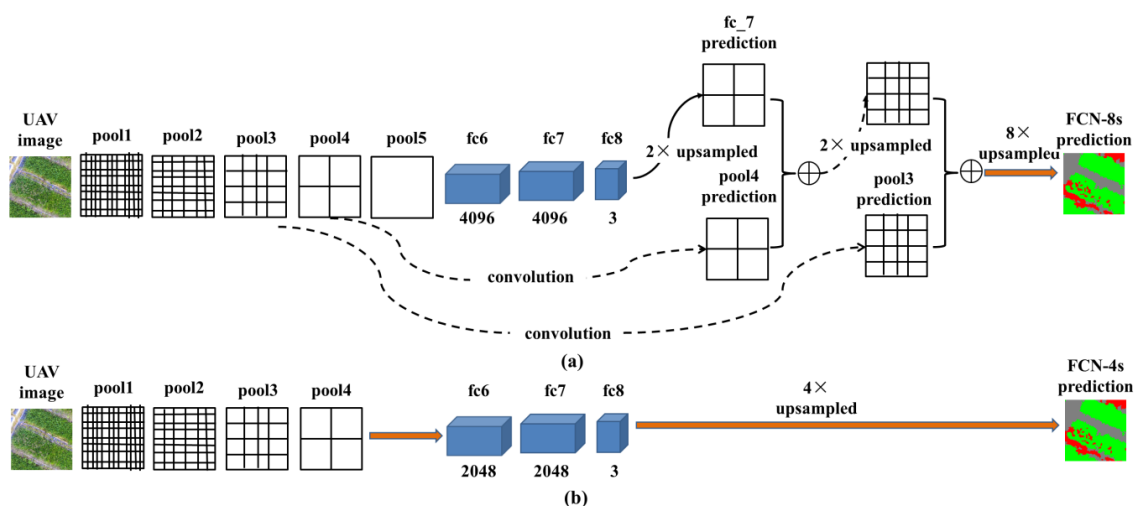 fc_7
prediction
UAV
image
pool1
pool2
pool3
pool4
pool5
fc6
fc7
fc8
4096
4096
3
2× upsampled
pool4
prediction
2× upsampled
pool3
prediction
8×
upsampled
FCN-8s
prediction
convolution
convolution
(a)
UAV
image
pool1
pool2
pool3
pool4
fc6
fc7
fc8
2048
2048
3
4×
upsampled
FCN-4s
prediction
(b)